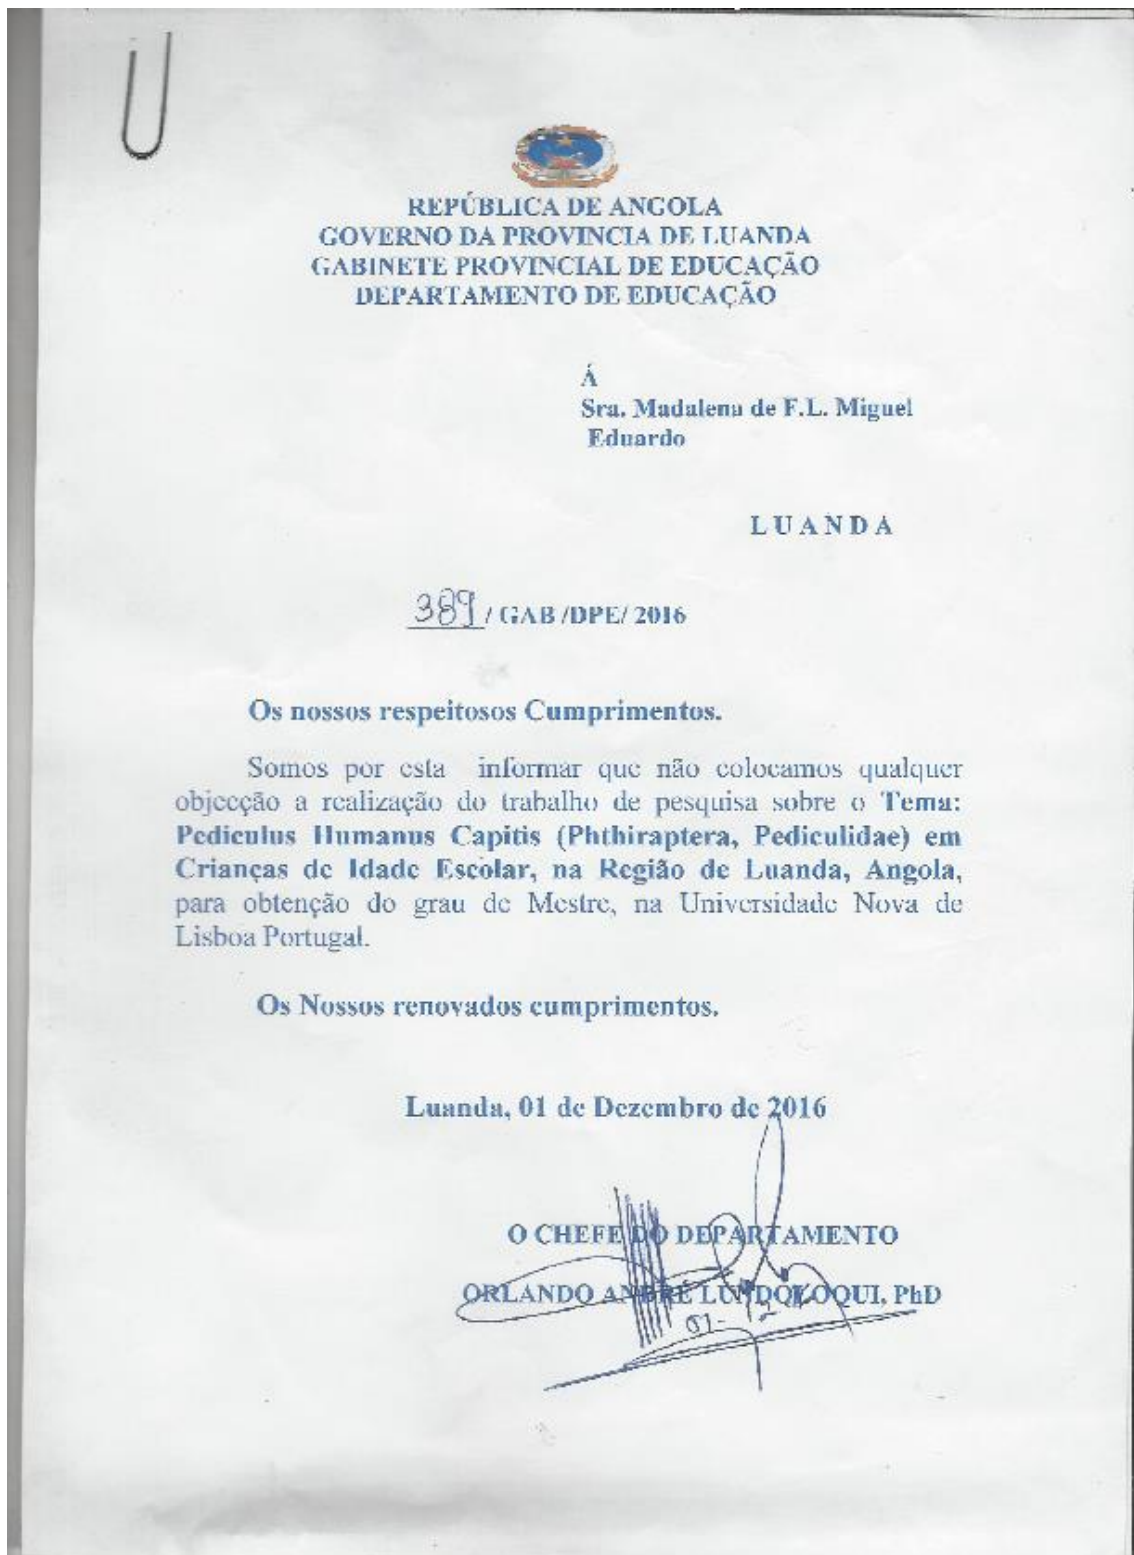 REPÚBLICA DE ANGOLA
GOVERNO DA PROVINCIA DE LUANDA
GABINETE PROVINCIAL DE EDUCAÇÃO
DEPARTAMENTO DE EDUCAÇÃO
Á
Sra. Madalena de F.L. Miguel
Eduardo
LUANDA
389 / GAB /DPE/ 2016
Os nossos respeitosos Cumprimentos.
Somos por esta informar que não colocamos qualquer
objecção a realização do trabalho de pesquisa sobre o Tema:
Pediculus Humanus Capitis (Phthiraptera, Pediculidae) em
Crianças de Idade Escolar, na Região de Luanda, Angola,
para obtenção do grau de Mestre, na Universidade Nova de
Lisboa Portugal.
Os Nossos renovados cumprimentos.
Luanda, 01 de Dezembro de 2016
O CHEFE DO DEPARTAMENTO
ORLANDO ANDRÉ PhD